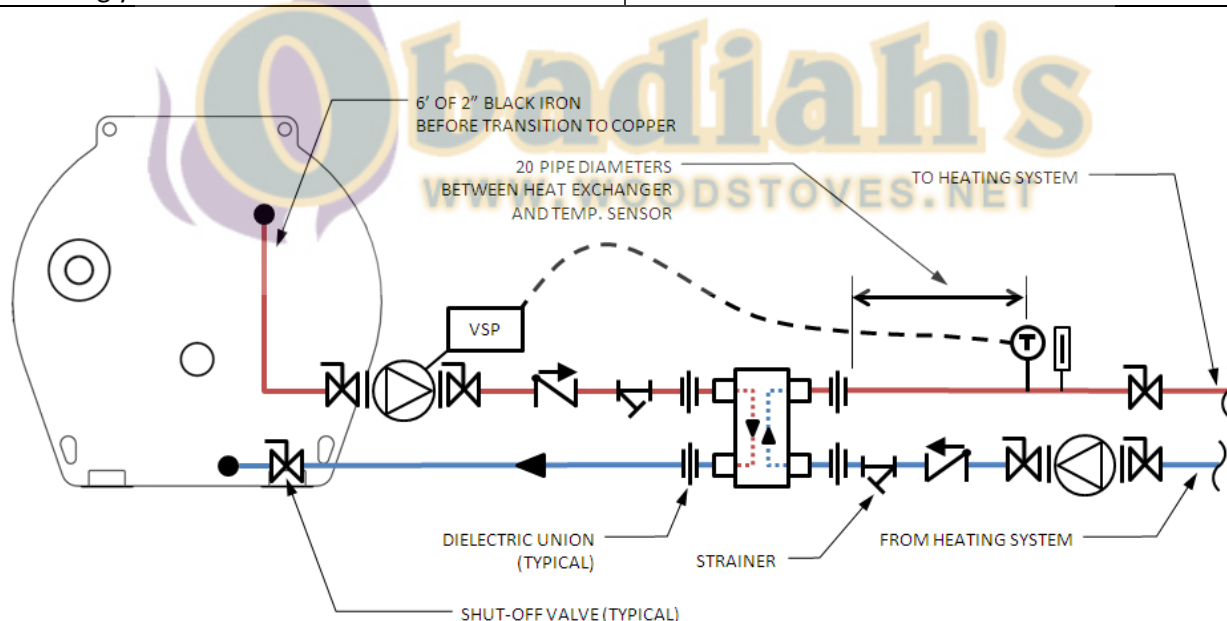 Obadiah's
WWW.WOODSTOVES.NET
6' OF 2" BLACK IRON
BEFORE TRANSITION TO COPPER
20 PIPE DIAMETERS
BETWEEN HEAT EXCHANGER
AND TEMP. SENSOR
TO HEATING SYSTEM
VSP
T
DIELECTRIC UNION
(TYPICAL)
STRAINER
FROM HEATING SYSTEM
SHUT-OFF VALVE (TYPICAL)